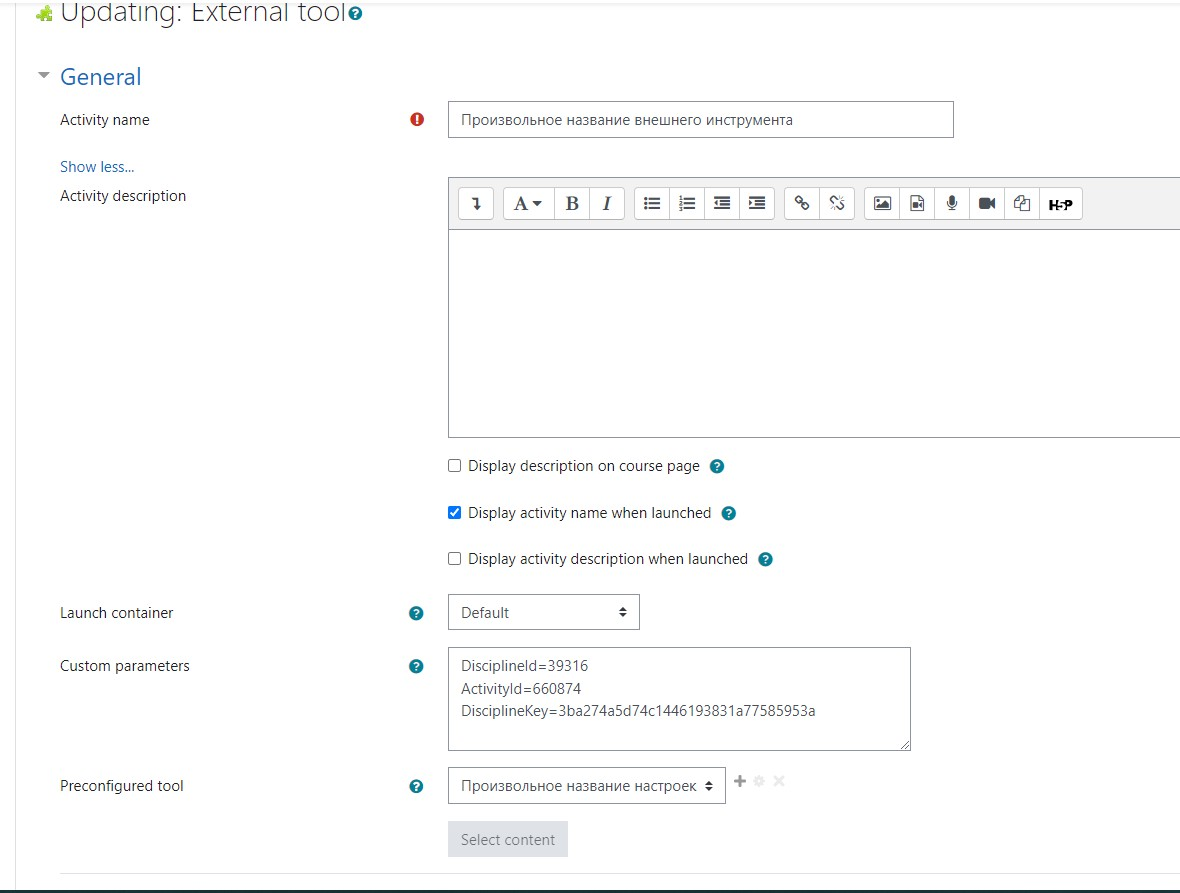 Updating: External tool
General
Activity name
Произвольное название внешнего инструмента
Show less...
Activity description
A B I H5P
Display description on course page
Display activity name when launched
Display activity description when launched
Launch container
Default
Custom parameters
DisciplineId=39316
ActivityId=660874
DisciplineKey=3ba274a5d74c1446193831a77585953a
Preconfigured tool
Произвольное название настроек
Select content